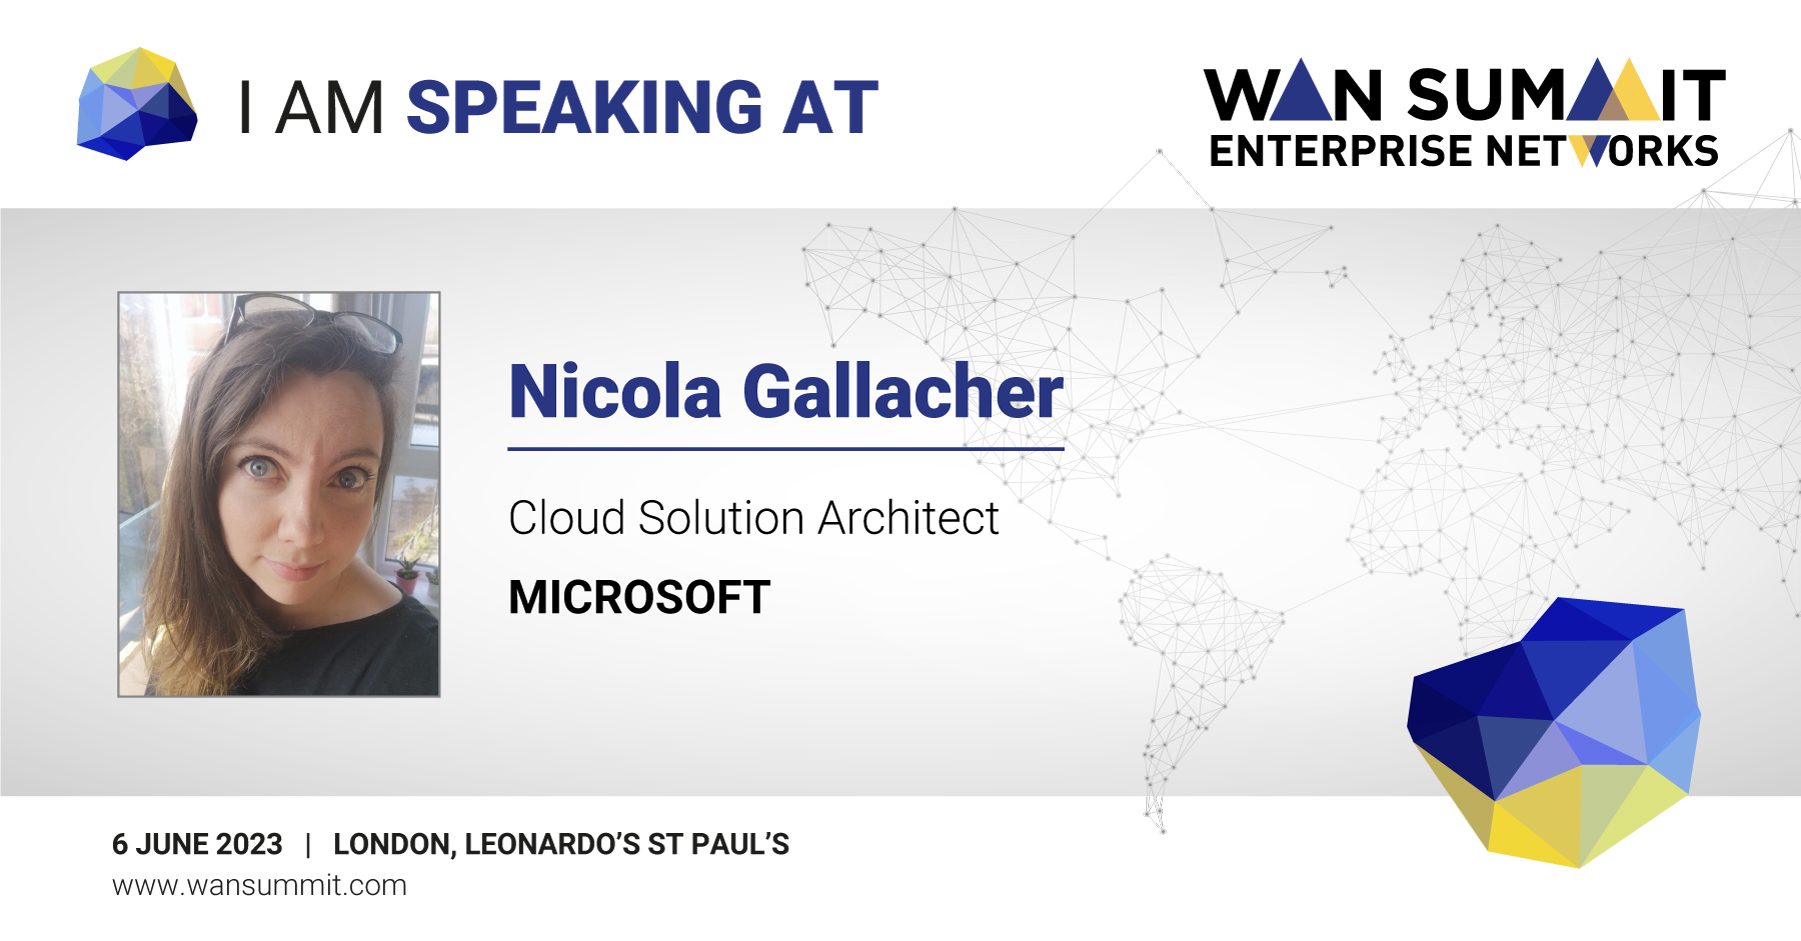 I AM SPEAKING AT
WAN SUMMIT
ENTERPRISE NETWORKS
Nicola Gallacher
Cloud Solution Architect
MICROSOFT
6 JUNE 2023 | LONDON, LEONARDO’S ST PAUL’S
www.wansummit.com